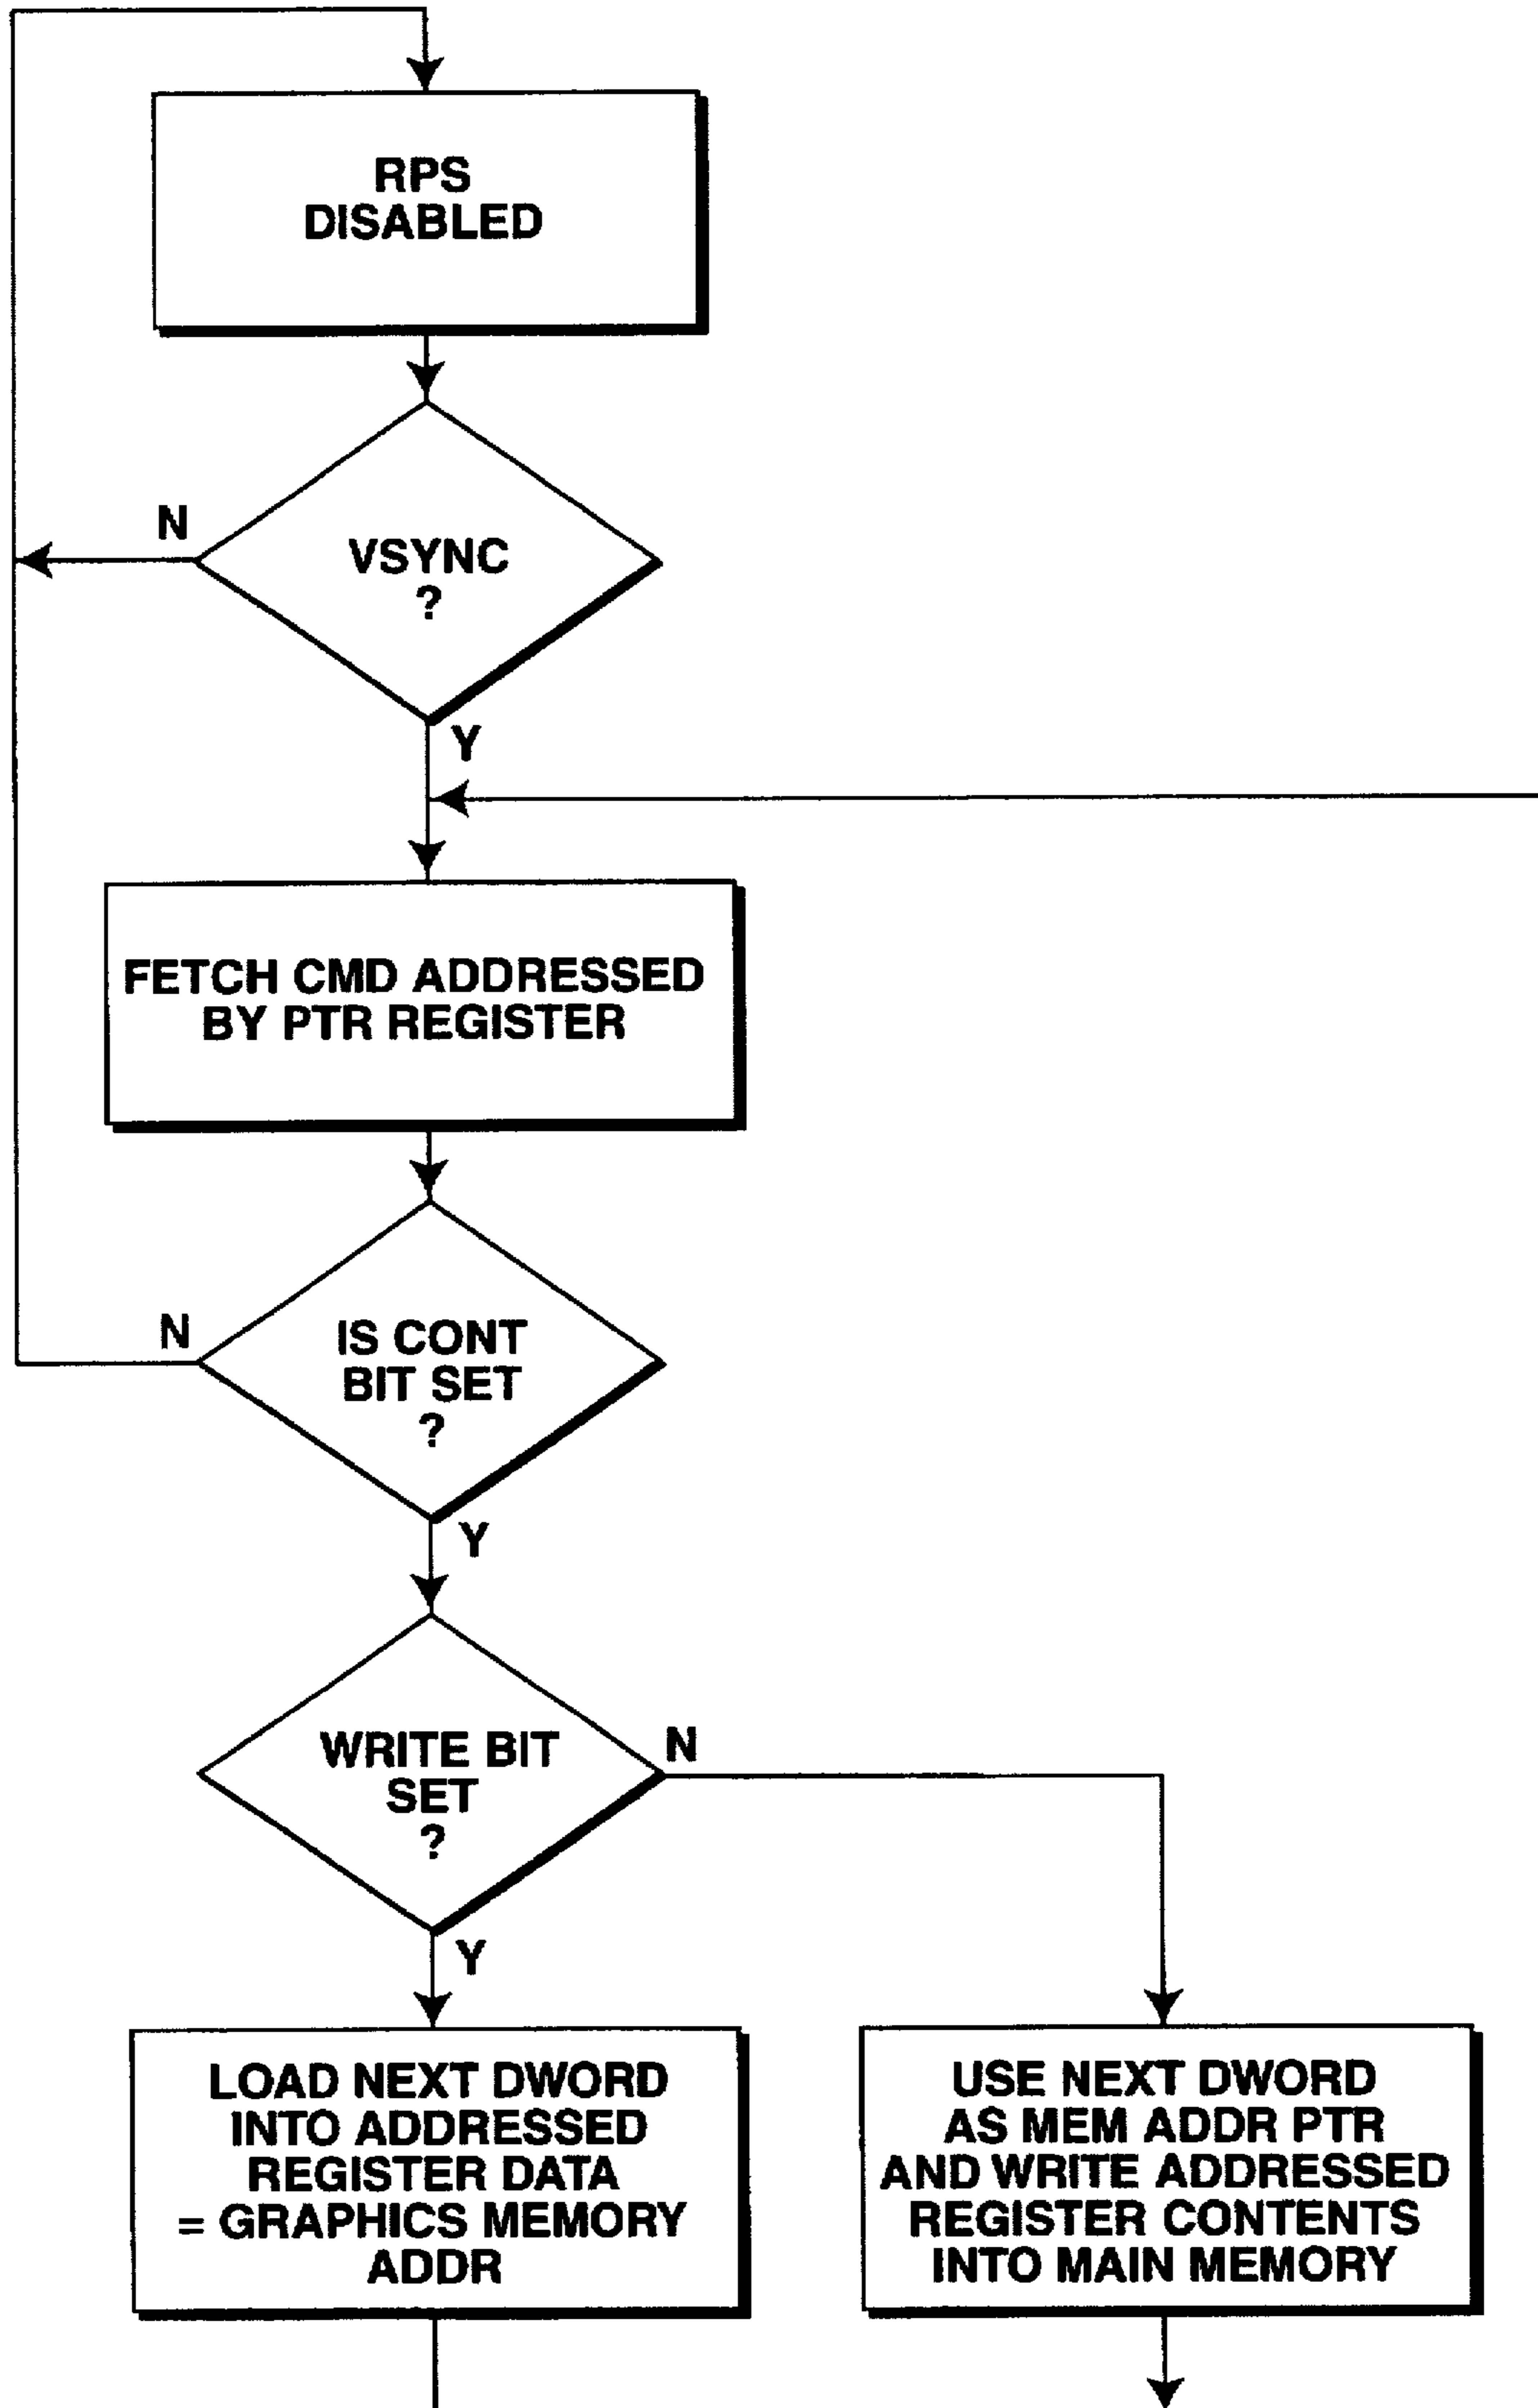 RPS
DISABLED
N
VSYNC
?
Y
FETCH CMD ADDRESSED
BY PTR REGISTER
N
IS CONT
BIT SET
?
Y
WRITE BIT
SET
?
N
Y
LOAD NEXT DWORD
INTO ADDRESSED
REGISTER DATA
= GRAPHICS MEMORY
ADDR
USE NEXT DWORD
AS MEM ADDR PTR
AND WRITE ADDRESSED
REGISTER CONTENTS
INTO MAIN MEMORY